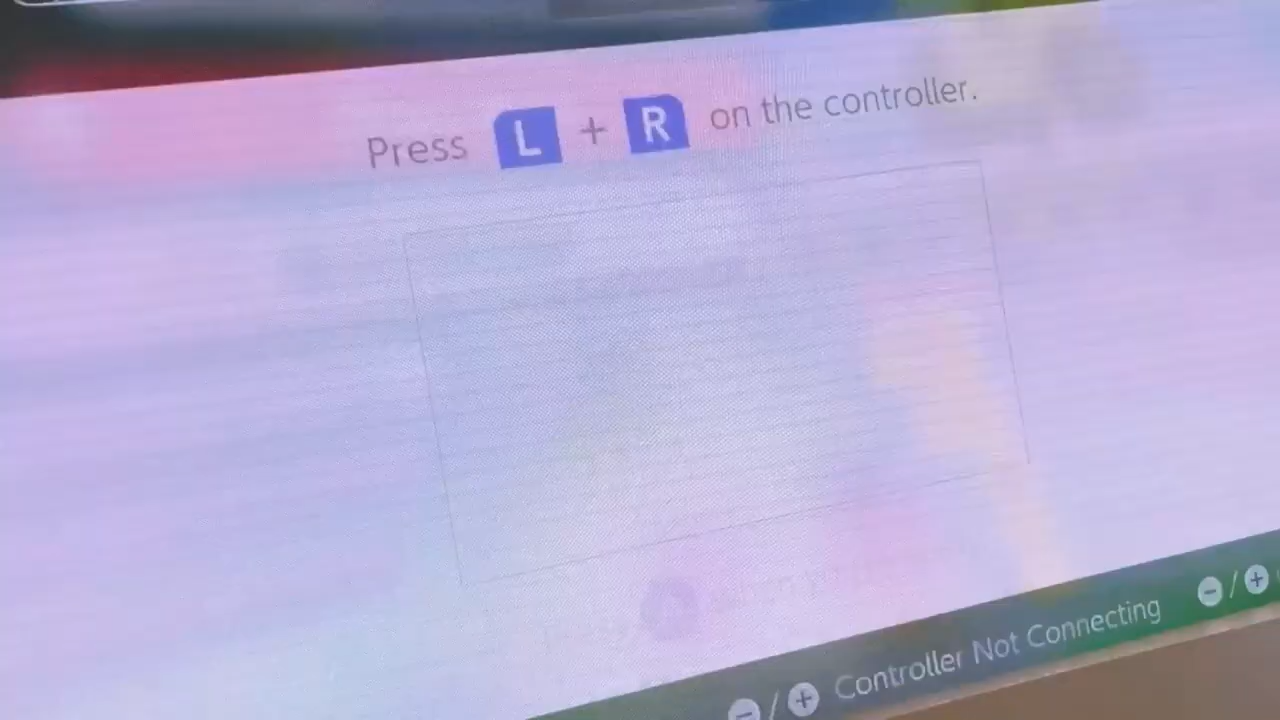 Press L + R on the controller.
-/+ Controller Not Connecting -/+